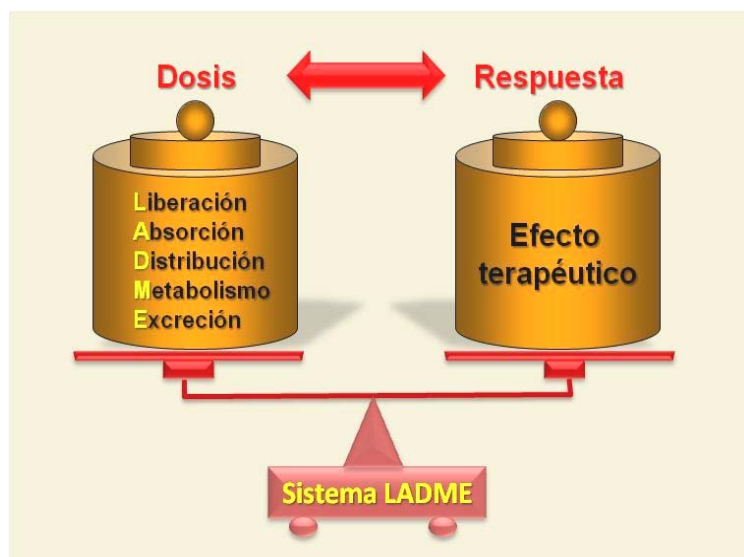 Dosis
Respuesta
Liberación
Absorción
Distribución
Metabolismo
Excreción
Efecto
terapéutico
Sistema LADME